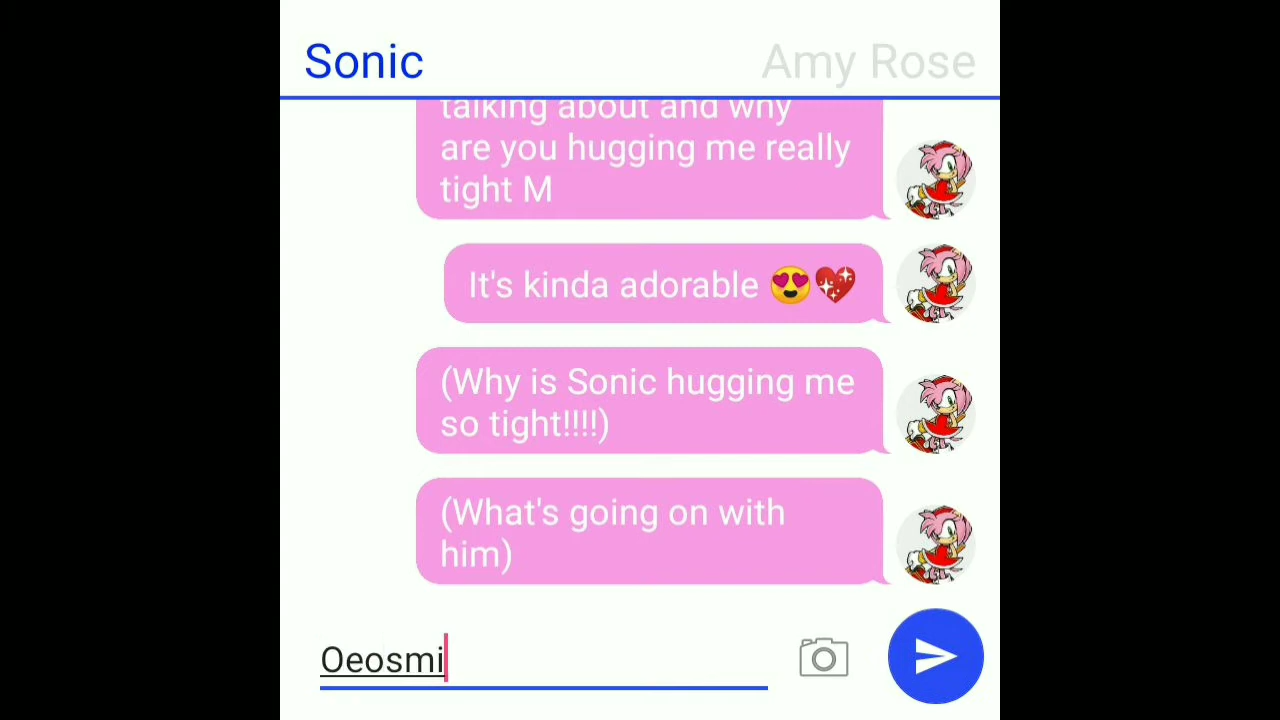 Sonic Amy Rose
talking about and why
are you hugging me really
tight M
It's kinda adorable 😍💖
(Why is Sonic hugging me
so tight!!!!)
(What's going on with
him)
Oeosmi